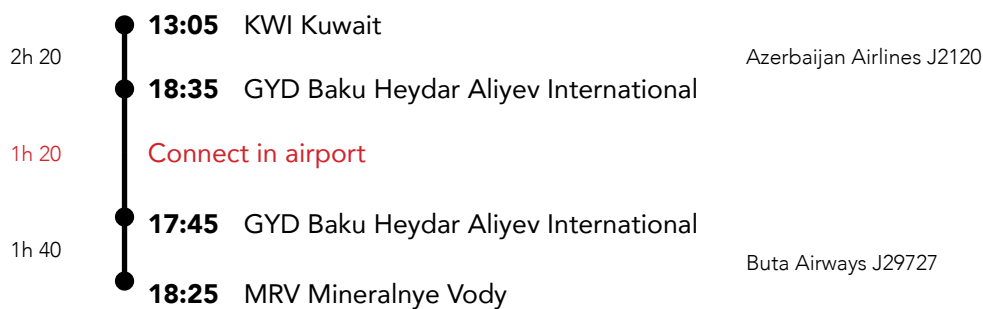 13:05 KWI Kuwait
2h 20 Azerbaijan Airlines J2120
18:35 GYD Baku Heydar Aliyev International
1h 20 Connect in airport
17:45 GYD Baku Heydar Aliyev International
1h 40 Buta Airways J29727
18:25 MRV Mineralnye Vody